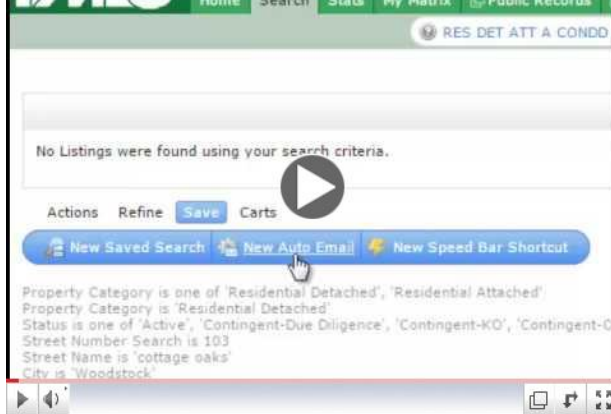 Home Search Stats My Matrix Public Records
RES DET ATT A CONDD
No Listings were found using your search criteria.
Actions Refine Save Carts
New Saved Search New Auto Email New Speed Bar Shortcut
Property Category is one of 'Residential Detached', 'Residential Attached'
Property Category is 'Residential Detached'
Status is one of 'Active', 'Contingent-Due Diligence', 'Contingent-KO', 'Contingent-O
Street Number Search is 103
Street Name is 'cottage oaks'
City is 'Woodstock'